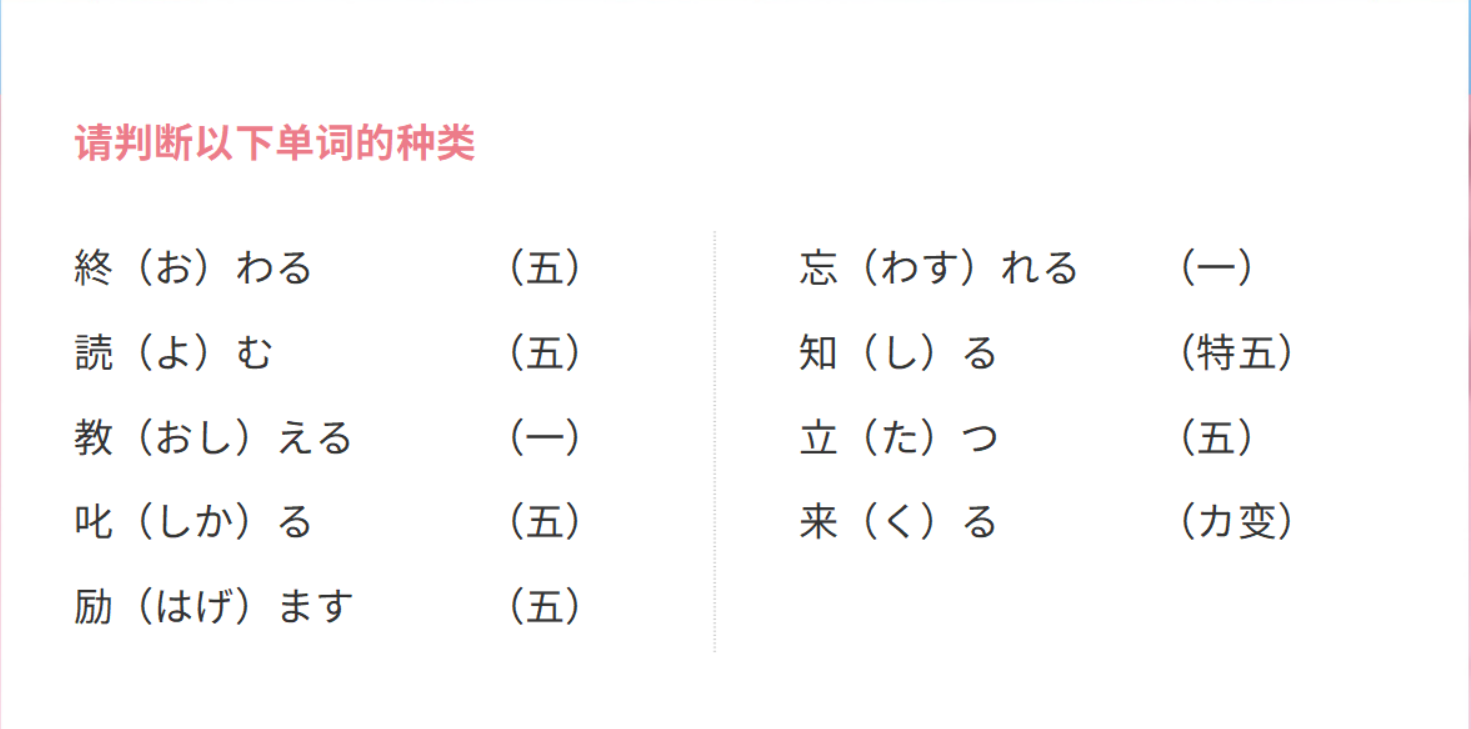 请判断以下单词的种类
終（お）わる （五）
読（よ）む （五）
教（おし）える （一）
叱（しか）る （五）
励（はげ）ます （五）
忘（わす）れる （一）
知（し）る （特五）
立（た）つ （五）
来（く）る （カ变）